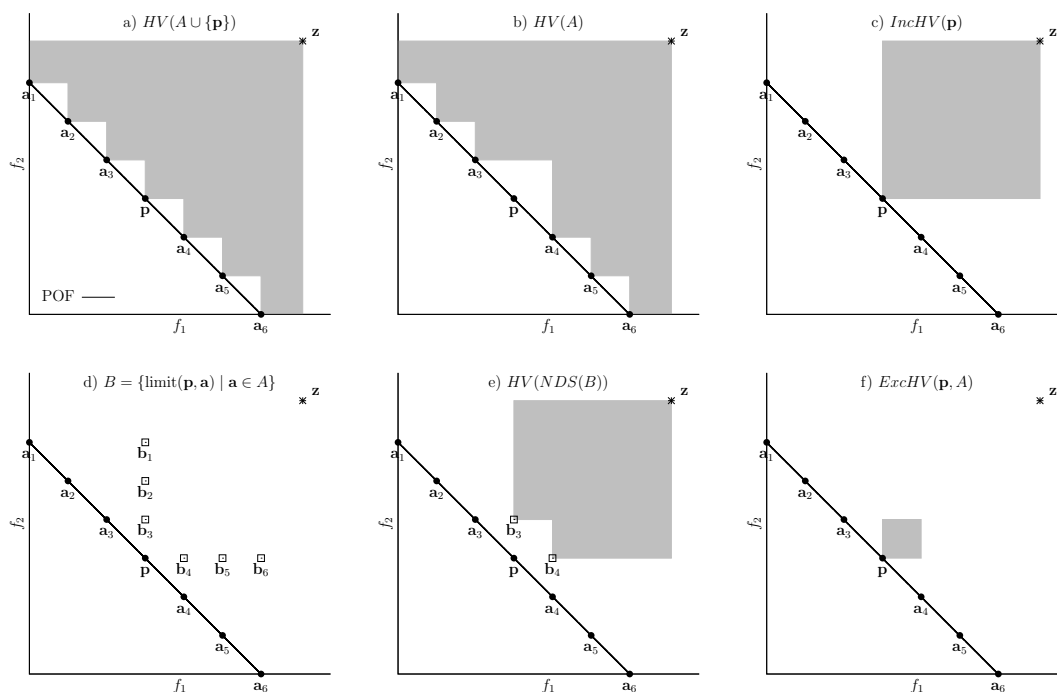 a) HV(A ∪ {p})
z
a₁
a₂
a₃
p
a₄
a₅
a₆
POF
f₁
f₂
b) HV(A)
z
a₁
a₂
a₃
p
a₄
a₅
a₆
f₁
f₂
c) IncHV(p)
z
a₁
a₂
a₃
p
a₄
a₅
a₆
f₁
f₂
d) B = {limit(p, a) | a ∈ A}
z
a₁
b₁
a₂
b₂
a₃
b₃
p
b₄
b₅
b₆
a₄
a₅
a₆
f₁
f₂
e) HV(NDS(B))
z
a₁
a₂
a₃
b₃
p
b₄
a₄
a₅
a₆
f₁
f₂
f) ExcHV(p, A)
z
a₁
a₂
a₃
p
a₄
a₅
a₆
f₁
f₂